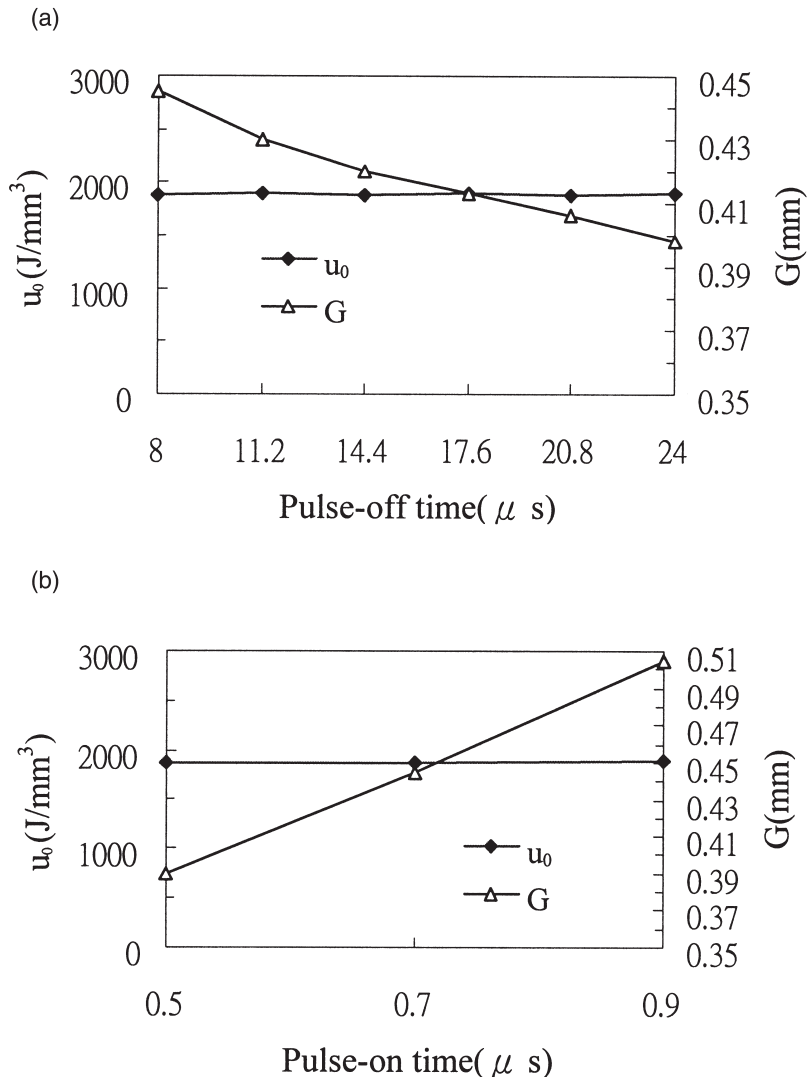 (a)
3000
2000
1000
0
u₀(J/mm³)
0.45
0.43
0.41
0.39
0.37
0.35
G(mm)
u₀
G
8 11.2 14.4 17.6 20.8 24
Pulse-off time( μ s)
(b)
3000
2000
1000
0
u₀(J/mm³)
0.51
0.49
0.47
0.45
0.43
0.41
0.39
0.37
0.35
G(mm)
u₀
G
0.5 0.7 0.9
Pulse-on time( μ s)